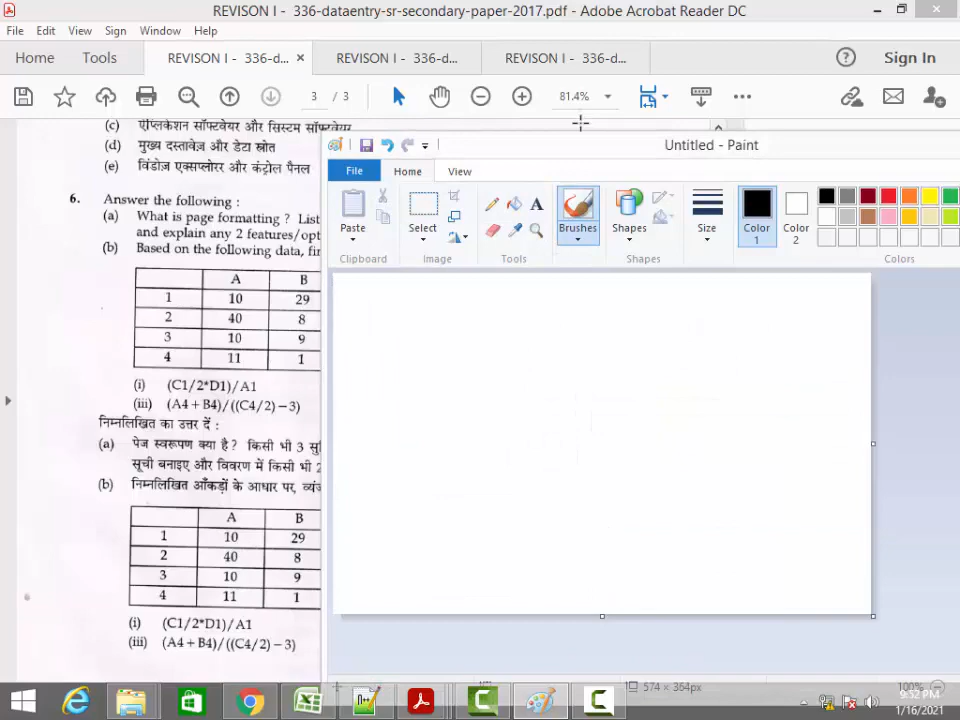 REVISON I - 336-dataentry-sr-secondary-paper-2017.pdf - Adobe Acrobat Reader DC
File Edit View Sign Window Help
Home Tools REVISON I - 336-d... × REVISON I - 336-d... REVISON I - 336-d... Sign In
3 / 3 81.4%
(c) ऐप्लिकेशन सॉफ्टवेयर और सिस्टम सॉफ्टवेयर
(d) मुख्य दस्तावेज़ और डेटा स्रोत
(e) विंडोज़ एक्सप्लोरर और कंट्रोल पैनल
6. Answer the following :
(a) What is page formatting ? List
and explain any 2 features/opt
(b) Based on the following data, fin
A B
1 10 29
2 40 8
3 10 9
4 11 1
(i) (C1/2*D1)/A1
(iii) (A4 + B4)/((C4/2) – 3)
निम्नलिखित का उत्तर दें :
(a) पेज स्वरूपण क्या है ? किसी भी 3
सूची बनाइए और विवरण में किसी भी 2
(b) निम्नलिखित आँकड़ों के आधार पर,
A B
1 10 29
2 40 8
3 10 9
4 11 1
(i) (C1/2*D1)/A1
(iii) (A4 + B4)/((C4/2) – 3)
Untitled - Paint
File Home View
Paste Select Brushes Shapes Size Color 1 Color 2
Clipboard Image Tools Shapes Colors
574 × 364px 100%
9:52 PM
1/16/2021